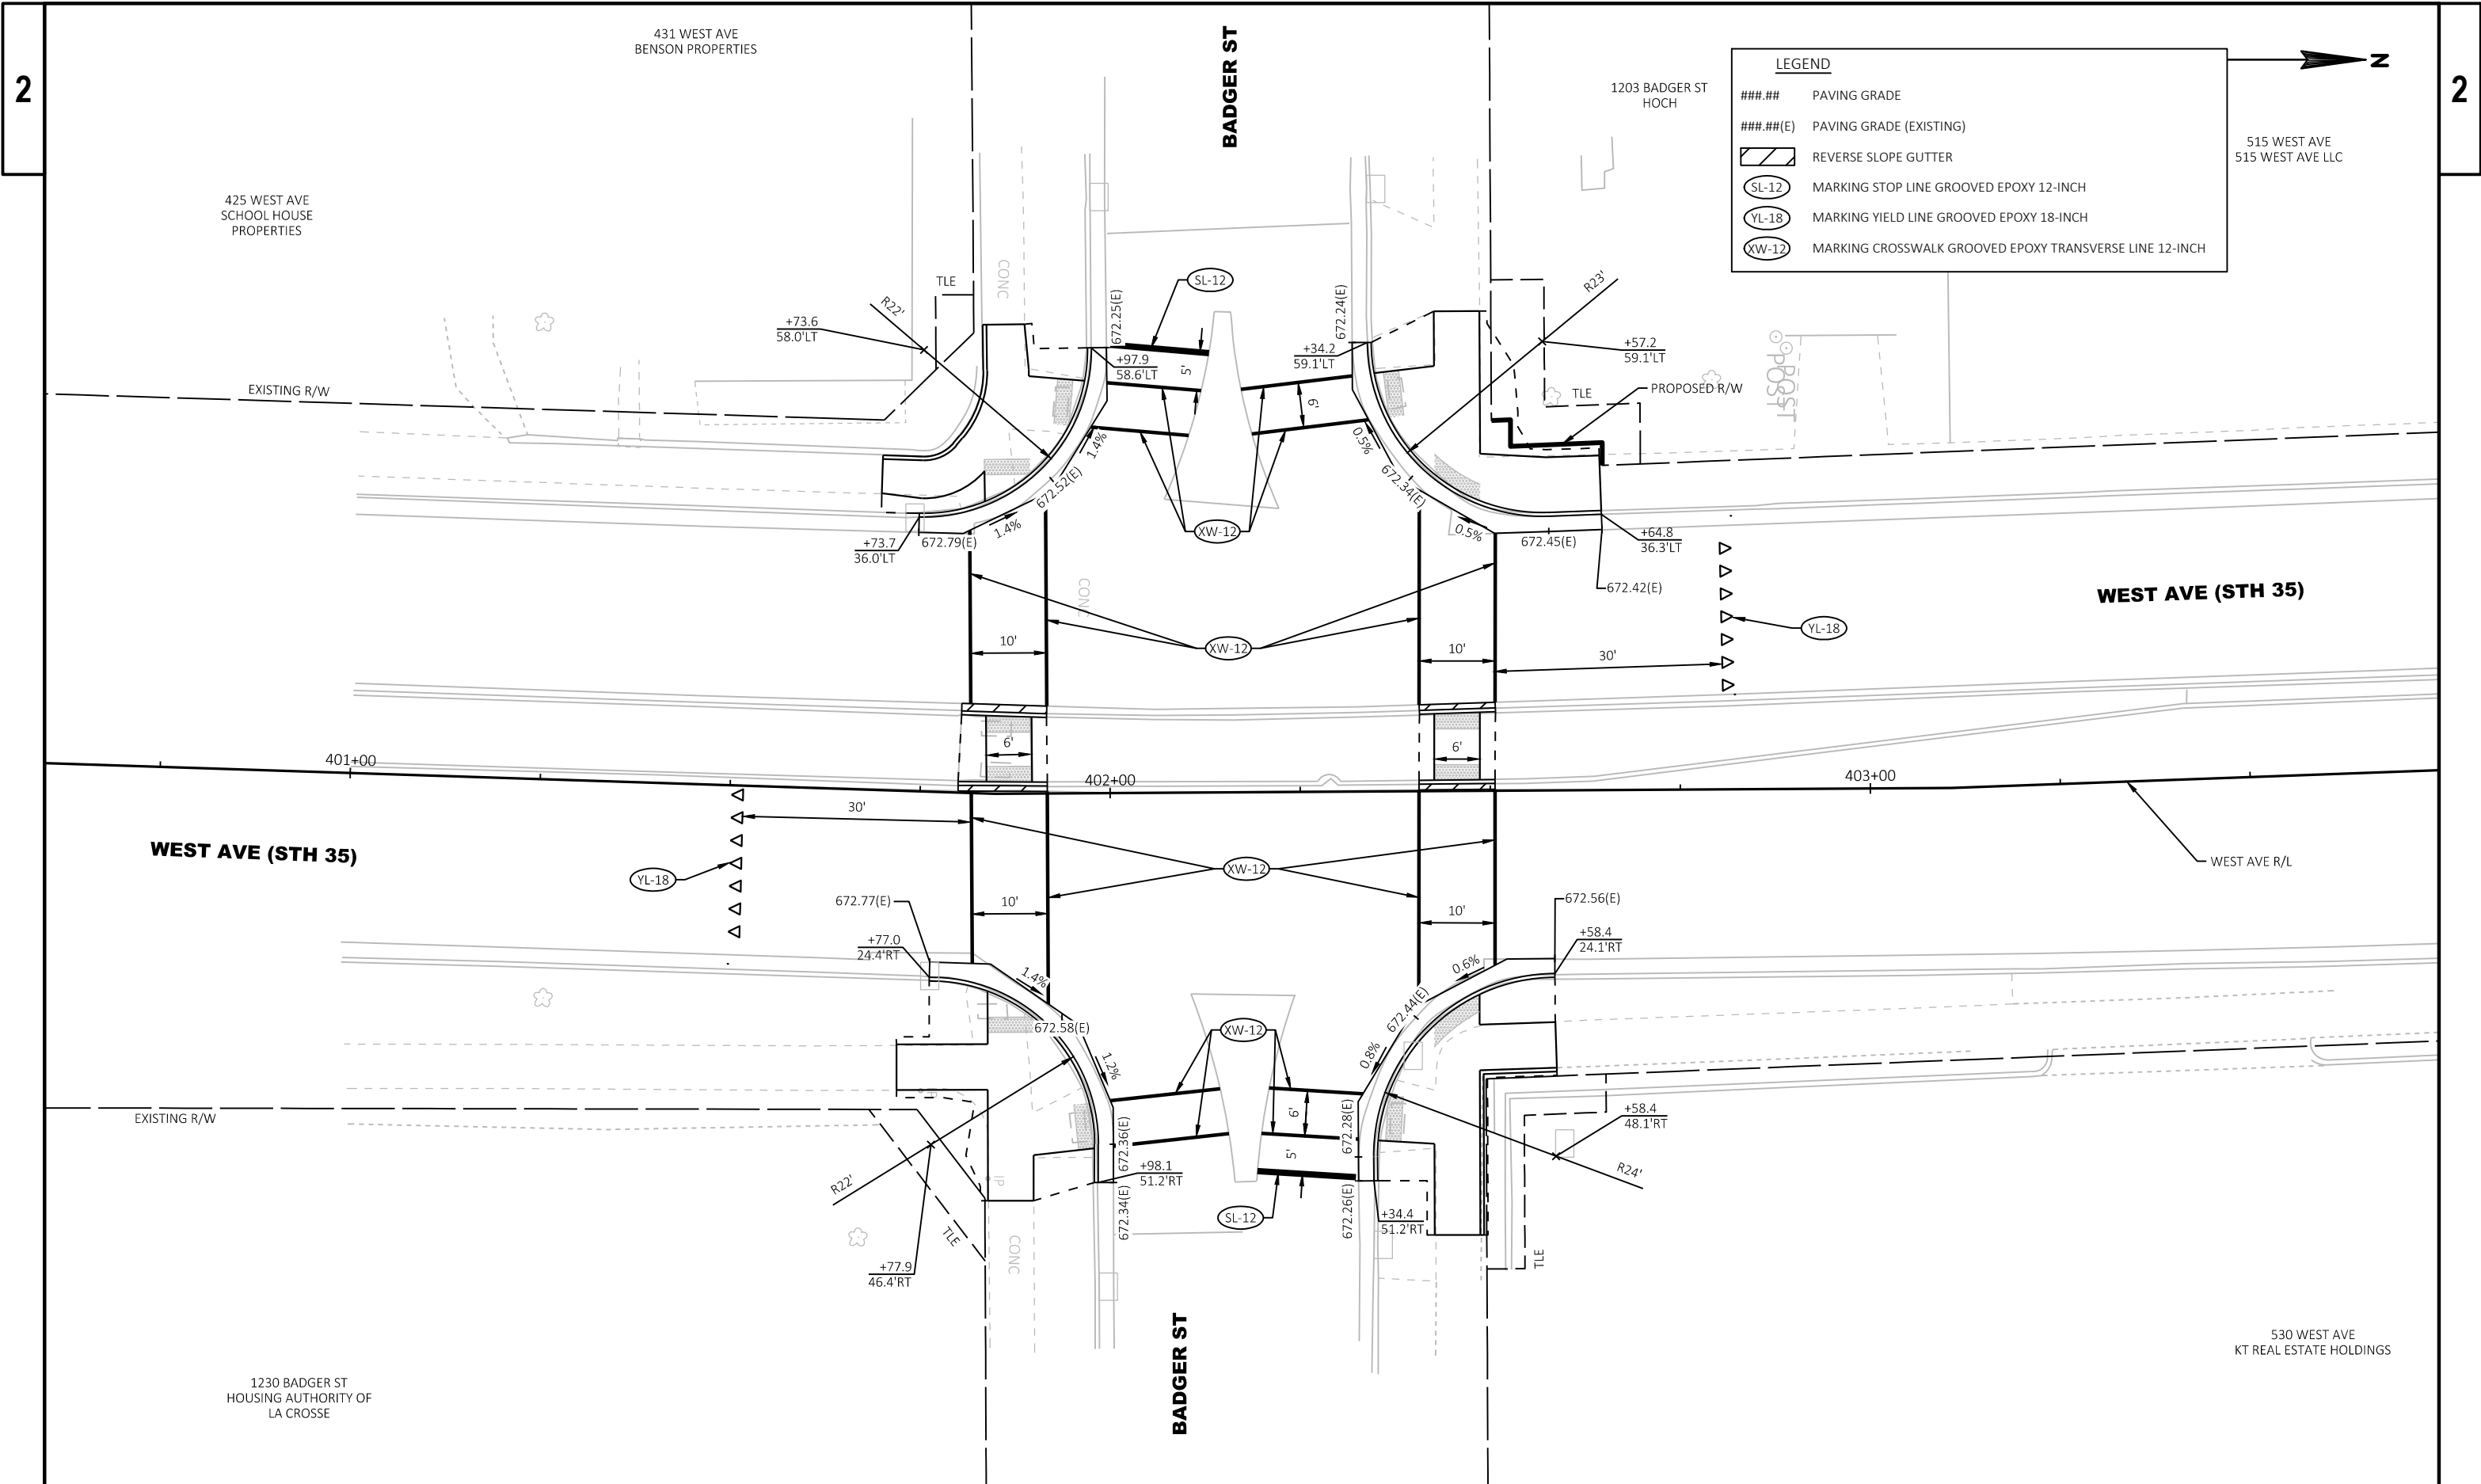 2
2
431 WEST AVE
BENSON PROPERTIES
BADGER ST
1203 BADGER ST
HOCH
LEGEND
###.## PAVING GRADE
###.##(E) PAVING GRADE (EXISTING)
REVERSE SLOPE GUTTER
SL-12 MARKING STOP LINE GROOVED EPOXY 12-INCH
YL-18 MARKING YIELD LINE GROOVED EPOXY 18-INCH
XW-12 MARKING CROSSWALK GROOVED EPOXY TRANSVERSE LINE 12-INCH
N
515 WEST AVE
515 WEST AVE LLC
425 WEST AVE
SCHOOL HOUSE
PROPERTIES
TLE
CONC
R22'
+73.6
58.0'LT
672.25(E)
SL-12
+97.9
58.6'LT
5'
672.24(E)
+34.2
59.1'LT
R23'
+57.2
59.1'LT
PROPOSED R/W
TLE
POST
POST
EXISTING R/W
6'
1.4%
0.5%
672.52(E)
672.34(E)
1.4%
0.5%
XW-12
672.79(E)
+73.7
36.0'LT
672.45(E)
+64.8
36.3'LT
672.42(E)
CONC
WEST AVE (STH 35)
YL-18
10'
XW-12
10'
30'
6'
6'
401+00
402+00
403+00
30'
WEST AVE (STH 35)
YL-18
XW-12
WEST AVE R/L
672.77(E)
10'
10'
672.56(E)
+77.0
24.4'RT
+58.4
24.1'RT
1.4%
0.6%
672.58(E)
672.44(E)
XW-12
1.2%
0.8%
6'
672.36(E)
672.28(E)
5'
+58.4
48.1'RT
EXISTING R/W
R22'
+98.1
51.2'RT
R24'
IP
672.34(E)
SL-12
672.26(E)
+34.4
51.2'RT
TLE
CONC
TLE
+77.9
46.4'RT
BADGER ST
530 WEST AVE
KT REAL ESTATE HOLDINGS
1230 BADGER ST
HOUSING AUTHORITY OF
LA CROSSE